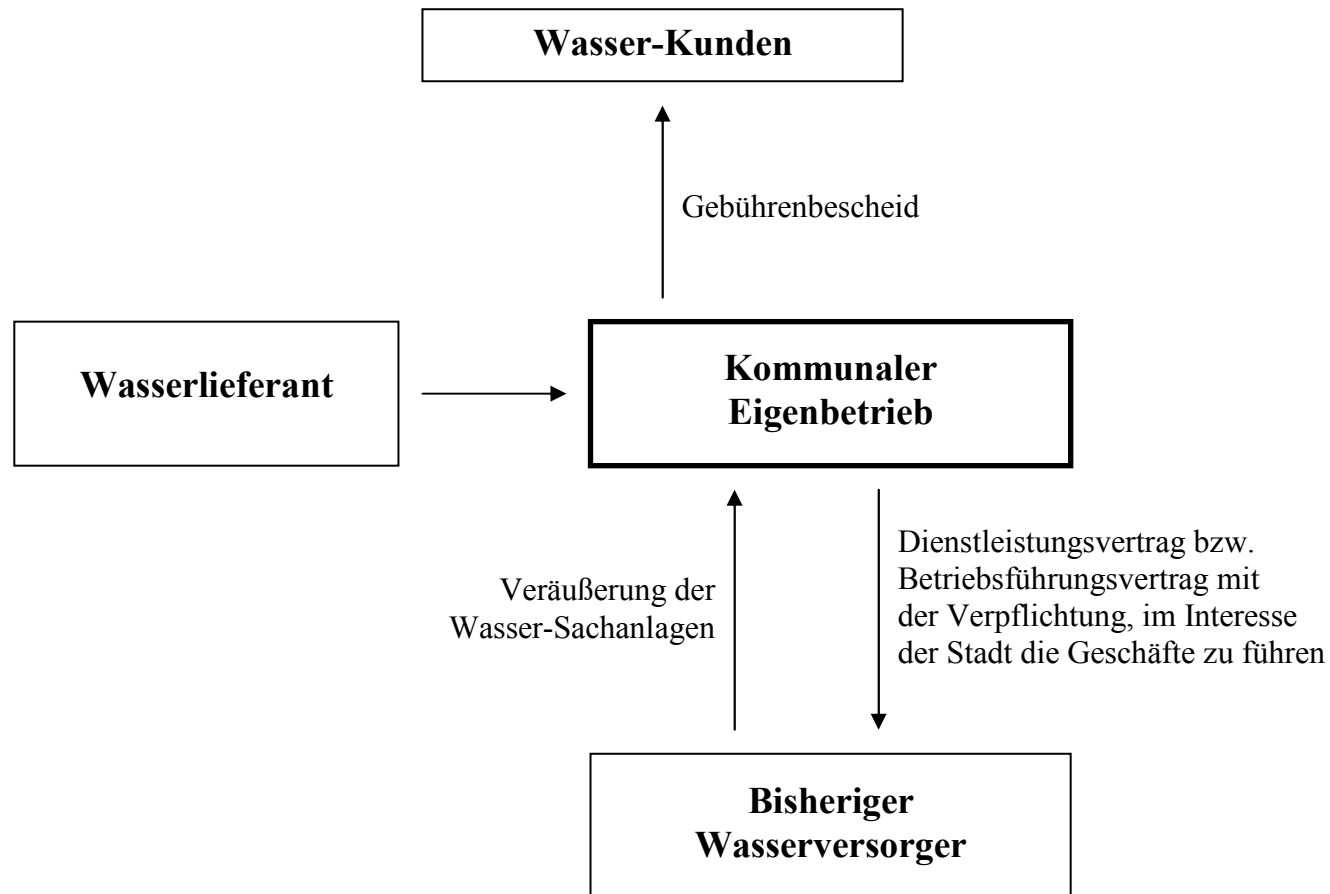 Wasser-Kunden
Gebührenbescheid
Wasserlieferant
Kommunaler
Eigenbetrieb
Veräußerung der
Wasser-Sachanlagen
Dienstleistungsvertrag bzw.
Betriebsführungsvertrag mit
der Verpflichtung, im Interesse
der Stadt die Geschäfte zu führen
Bisheriger
Wasserversorger